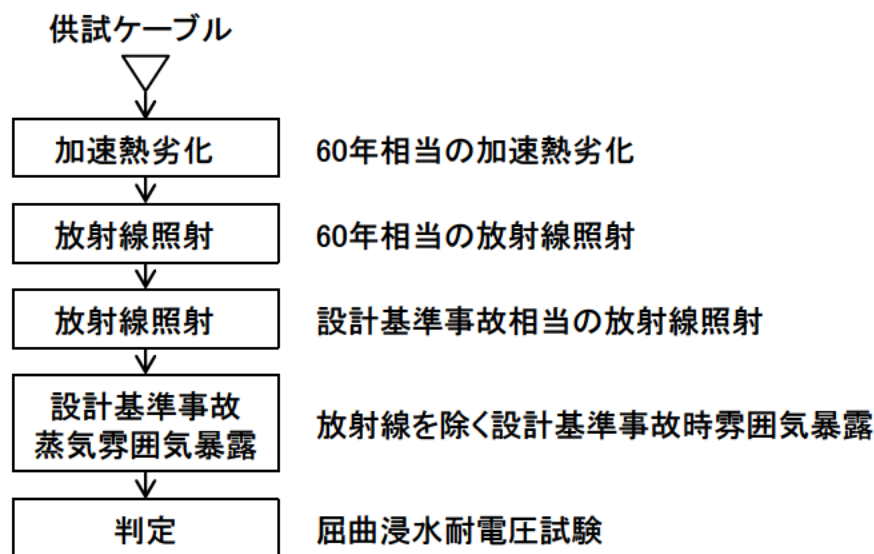 供試ケーブル
加速熱劣化 60年相当の加速熱劣化
放射線照射 60年相当の放射線照射
放射線照射 設計基準事故相当の放射線照射
設計基準事故
蒸気雰囲気暴露 放射線を除く設計基準事故時雰囲気暴露
判定 屈曲浸水耐電圧試験